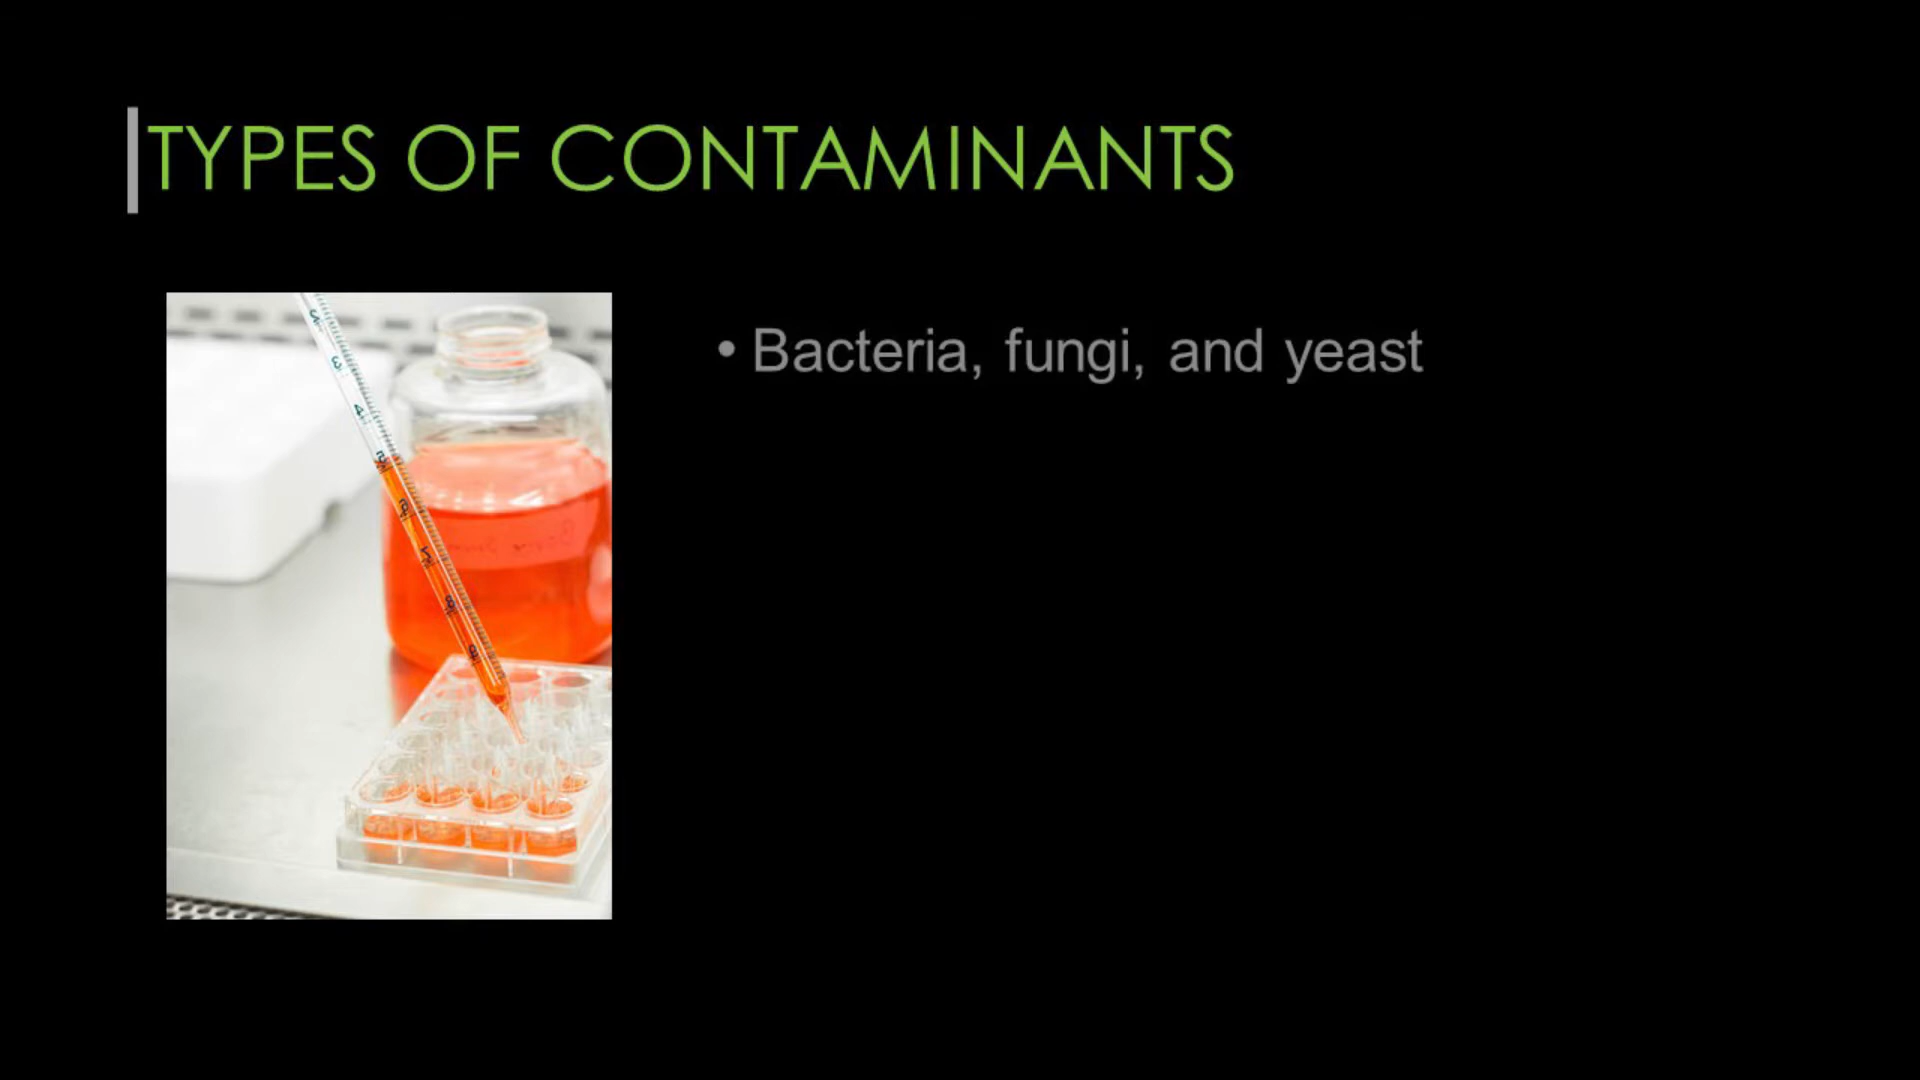 TYPES OF CONTAMINANTS
• Bacteria, fungi, and yeast